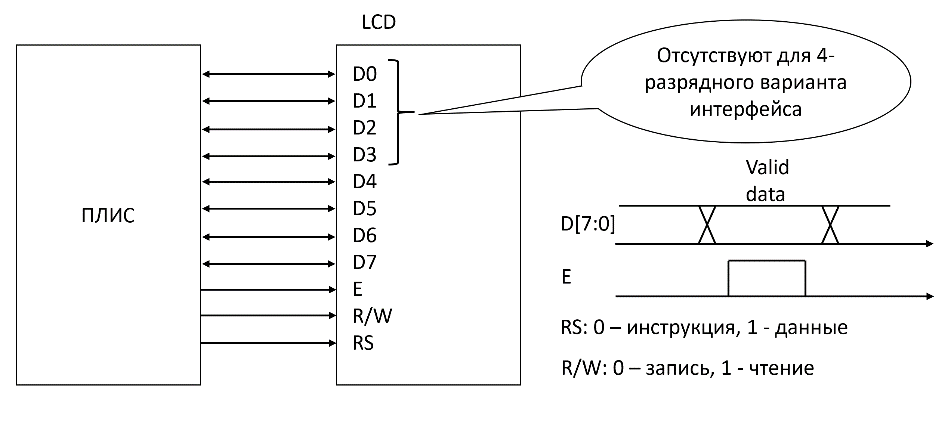 LCD
ПЛИС
D0
D1
D2
D3
D4
D5
D6
D7
E
R/W
RS
Отсутствуют для 4-
разрядного варианта
интерфейса
Valid
data
D[7:0]
E
RS: 0 – инструкция, 1 - данные
R/W: 0 – запись, 1 - чтение